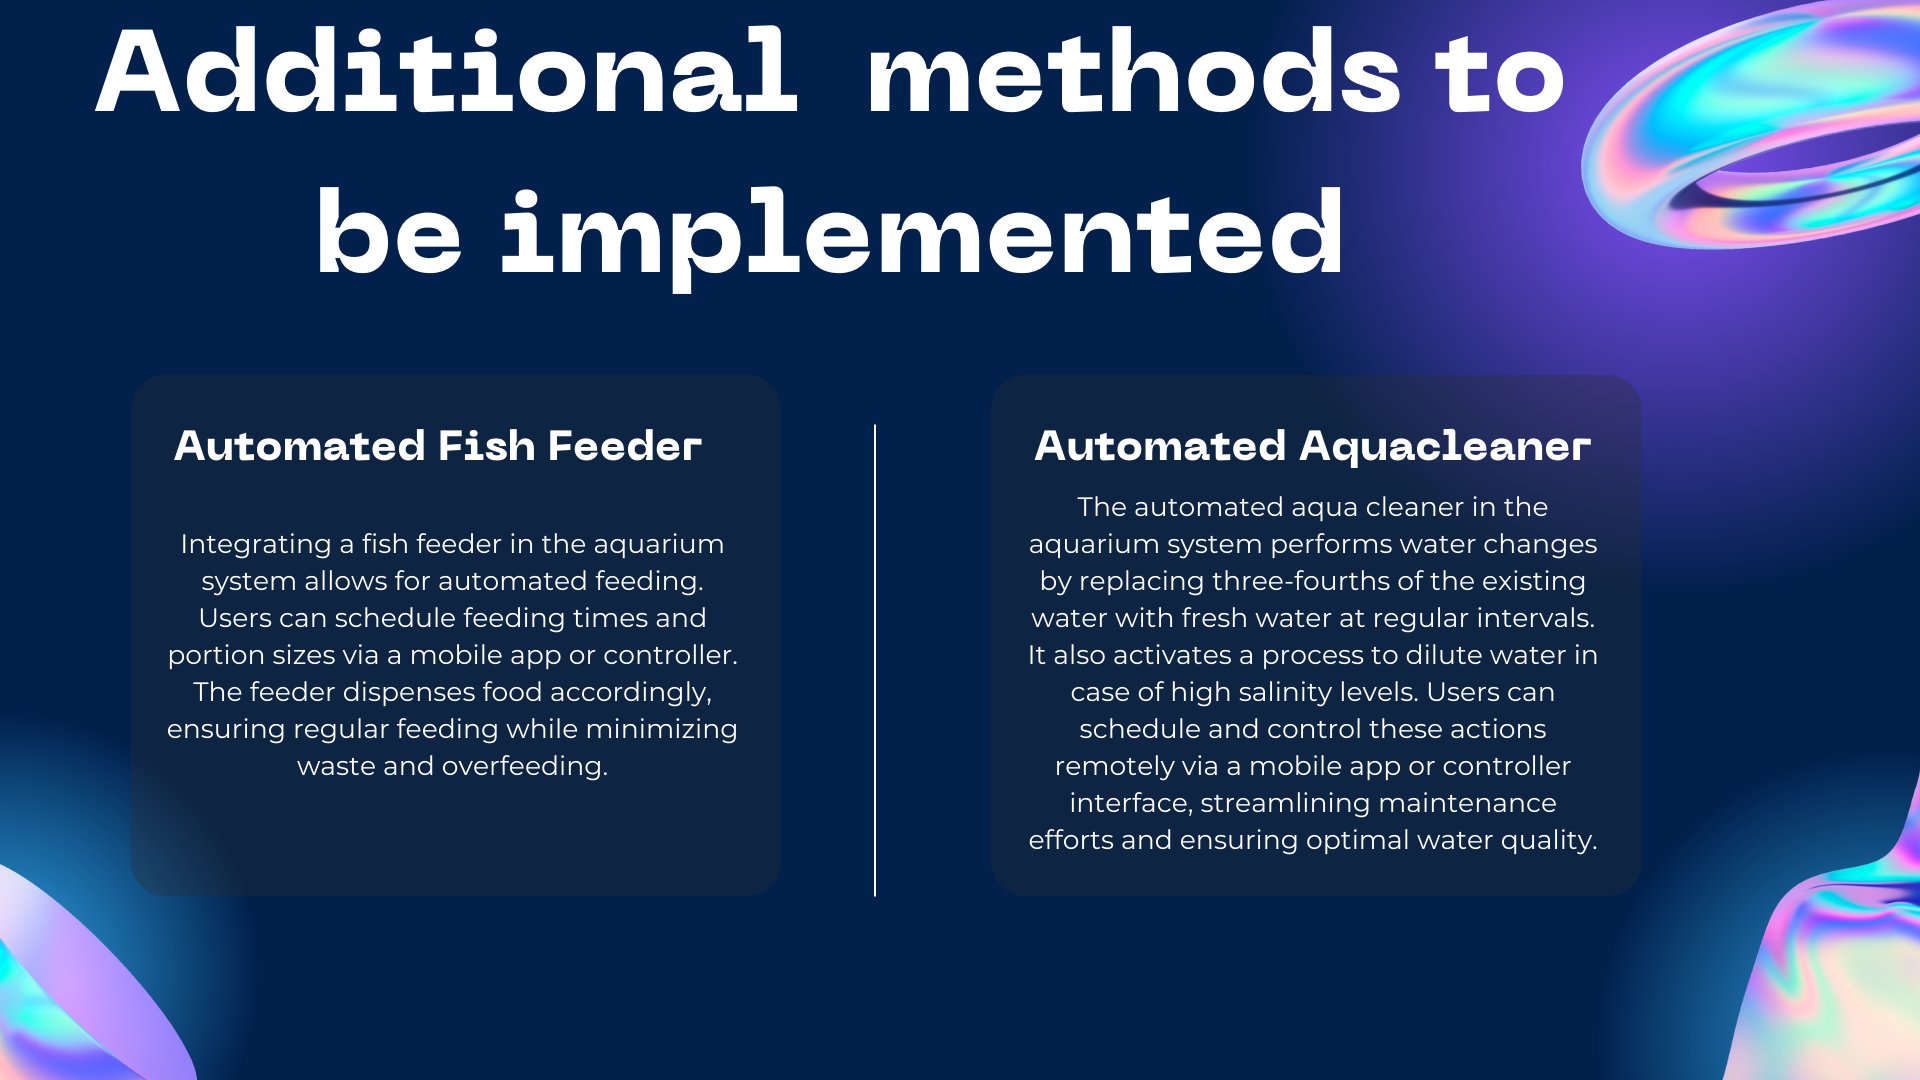 Additional methods to
be implemented
Automated Fish Feeder
Integrating a fish feeder in the aquarium
system allows for automated feeding.
Users can schedule feeding times and
portion sizes via a mobile app or controller.
The feeder dispenses food accordingly,
ensuring regular feeding while minimizing
waste and overfeeding.
Automated Aquacleaner
The automated aqua cleaner in the
aquarium system performs water changes
by replacing three-fourths of the existing
water with fresh water at regular intervals.
It also activates a process to dilute water in
case of high salinity levels. Users can
schedule and control these actions
remotely via a mobile app or controller
interface, streamlining maintenance
efforts and ensuring optimal water quality.